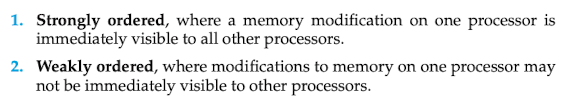 1. Strongly ordered, where a memory modification on one processor is
immediately visible to all other processors.
2. Weakly ordered, where modifications to memory on one processor may
not be immediately visible to other processors.